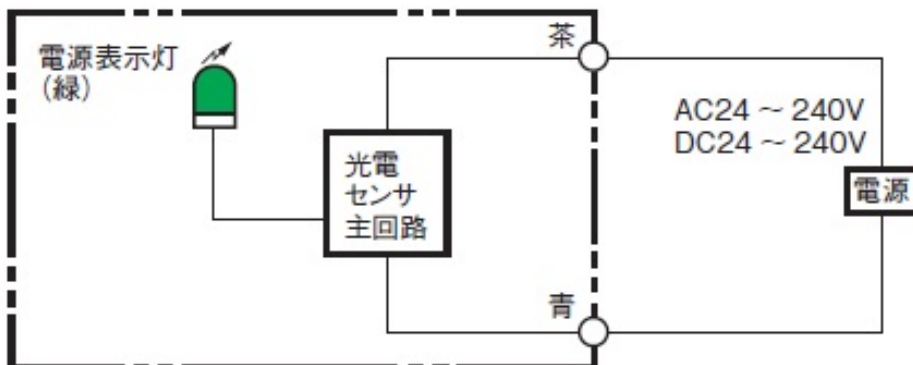 茶
電源表示灯
(緑)
AC24 ~ 240V
DC24 ~ 240V
光電
センサ
主回路
電源
青